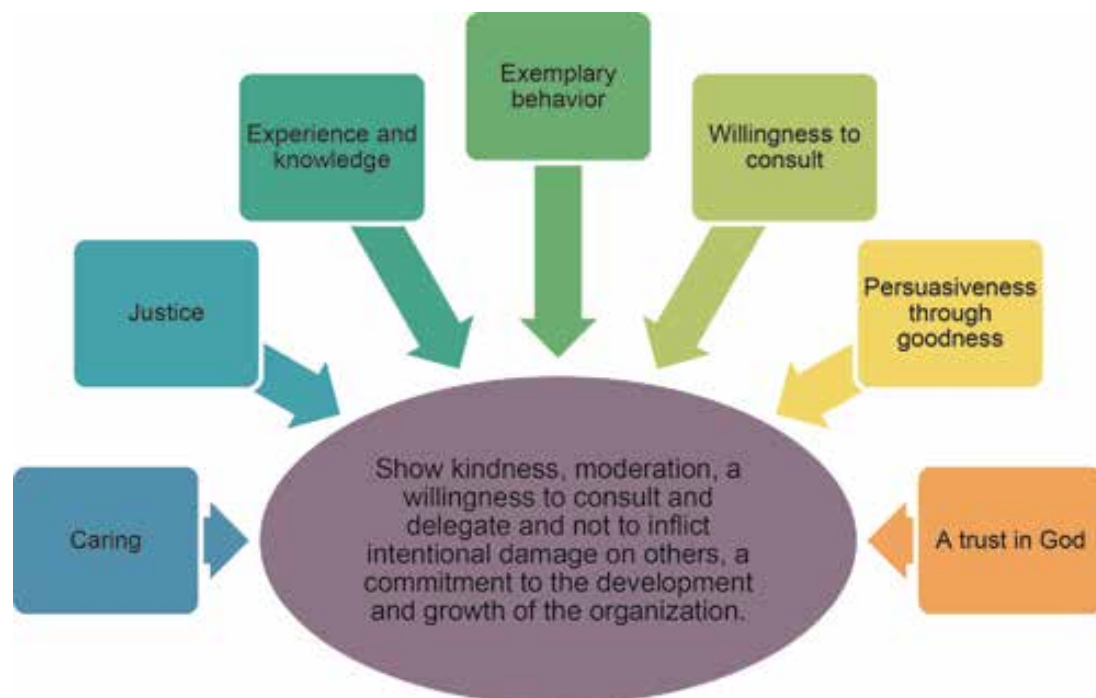 Exemplary
behavior
Experience and
knowledge
Willingness to
consult
Justice
Persuasiveness
through
goodness
Caring
Show kindness, moderation, a
willingness to consult and
delegate and not to inflict
intentional damage on others, a
commitment to the development
and growth of the organization.
A trust in God